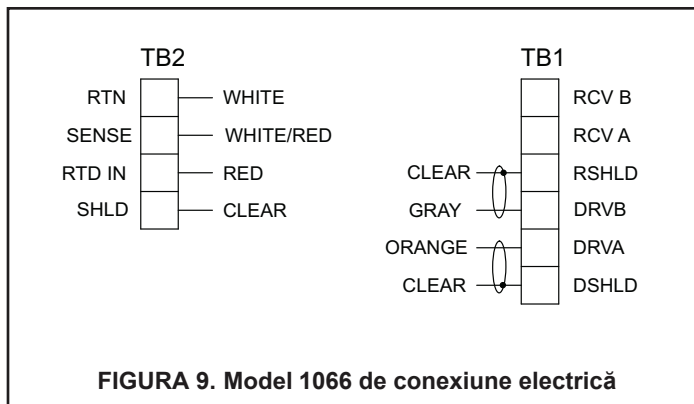 TB2
RTN WHITE
SENSE WHITE/RED
RTD IN RED
SHLD CLEAR
TB1
RCV B
RCV A
CLEAR RSHLD
GRAY DRVB
ORANGE DRVA
CLEAR DSHLD
FIGURA 9. Model 1066 de conexiune electrică